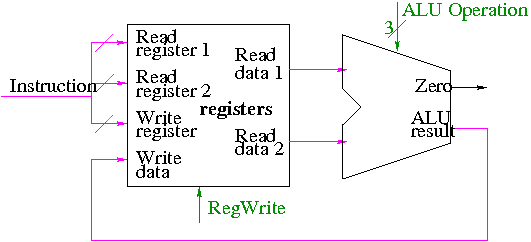 ALU Operation
3
Read
register 1
Read
data 1
Instruction
Read
register 2
Zero
registers
Write
register
ALU
result
Read
data 2
Write
data
RegWrite